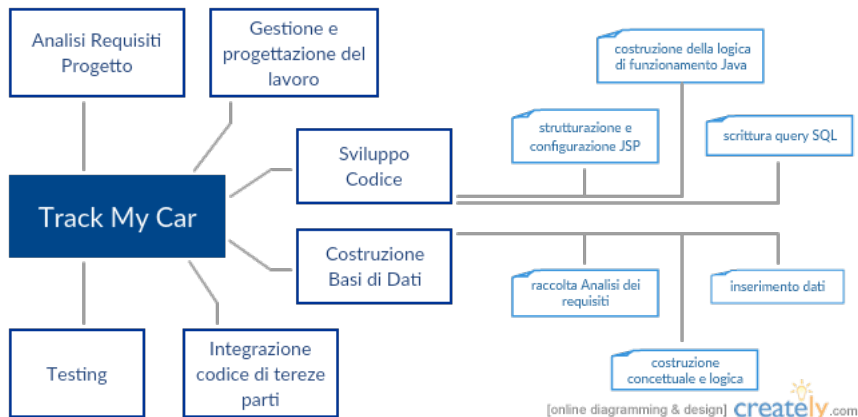 Analisi Requisiti
Progetto
Gestione e
progettazione del
lavoro
costruzione della logica
di funzionamento Java
strutturazione e
configurazione JSP
scrittura query SQL
Sviluppo
Codice
Track My Car
Costruzione
Basi di Dati
raccolta Analisi dei
requisiti
inserimento dati
Testing
Integrazione
codice di tereze
parti
costruzione
concettuale e logica
[online diagramming & design] creately.com